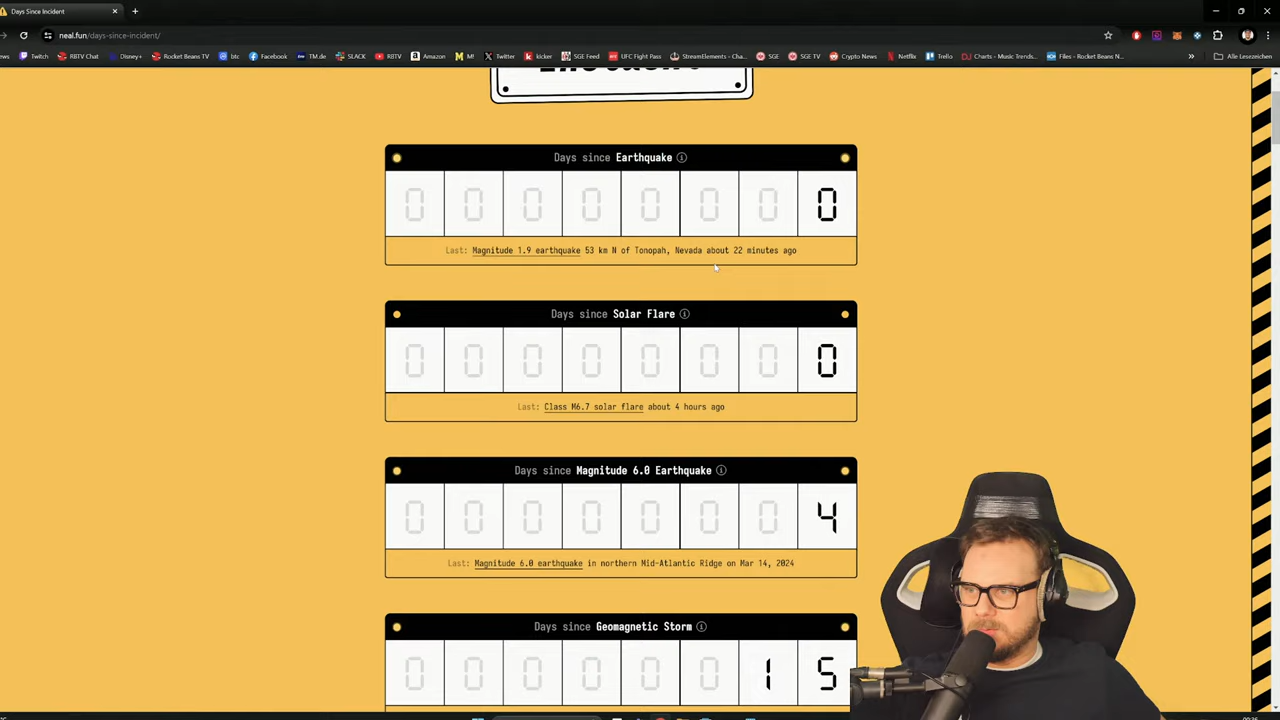 Days Since Incident
neal.fun/days-since-incident/
Twitch RBTV Chat Disney+ Rocket Beans TV btc Facebook TM.de SLACK RBTV Amazon M! Twitter kicker SGE Feed UFC Fight Pass StreamElements - Cha... SGE SGE TV Crypto News Netflix Trello Charts - Music Trends... Files - Rocket Beans N... » Alle Lesezeichen
Days since Earthquake
0 0 0 0 0 0 0 0
Last: Magnitude 1.9 earthquake 53 km N of Tonopah, Nevada about 22 minutes ago
Days since Solar Flare
0 0 0 0 0 0 0 0
Last: Class M6.7 solar flare about 4 hours ago
Days since Magnitude 6.0 Earthquake
0 0 0 0 0 0 0 4
Last: Magnitude 6.0 earthquake in northern Mid-Atlantic Ridge on Mar 14, 2024
Days since Geomagnetic Storm
0 0 0 0 0 0 1 5